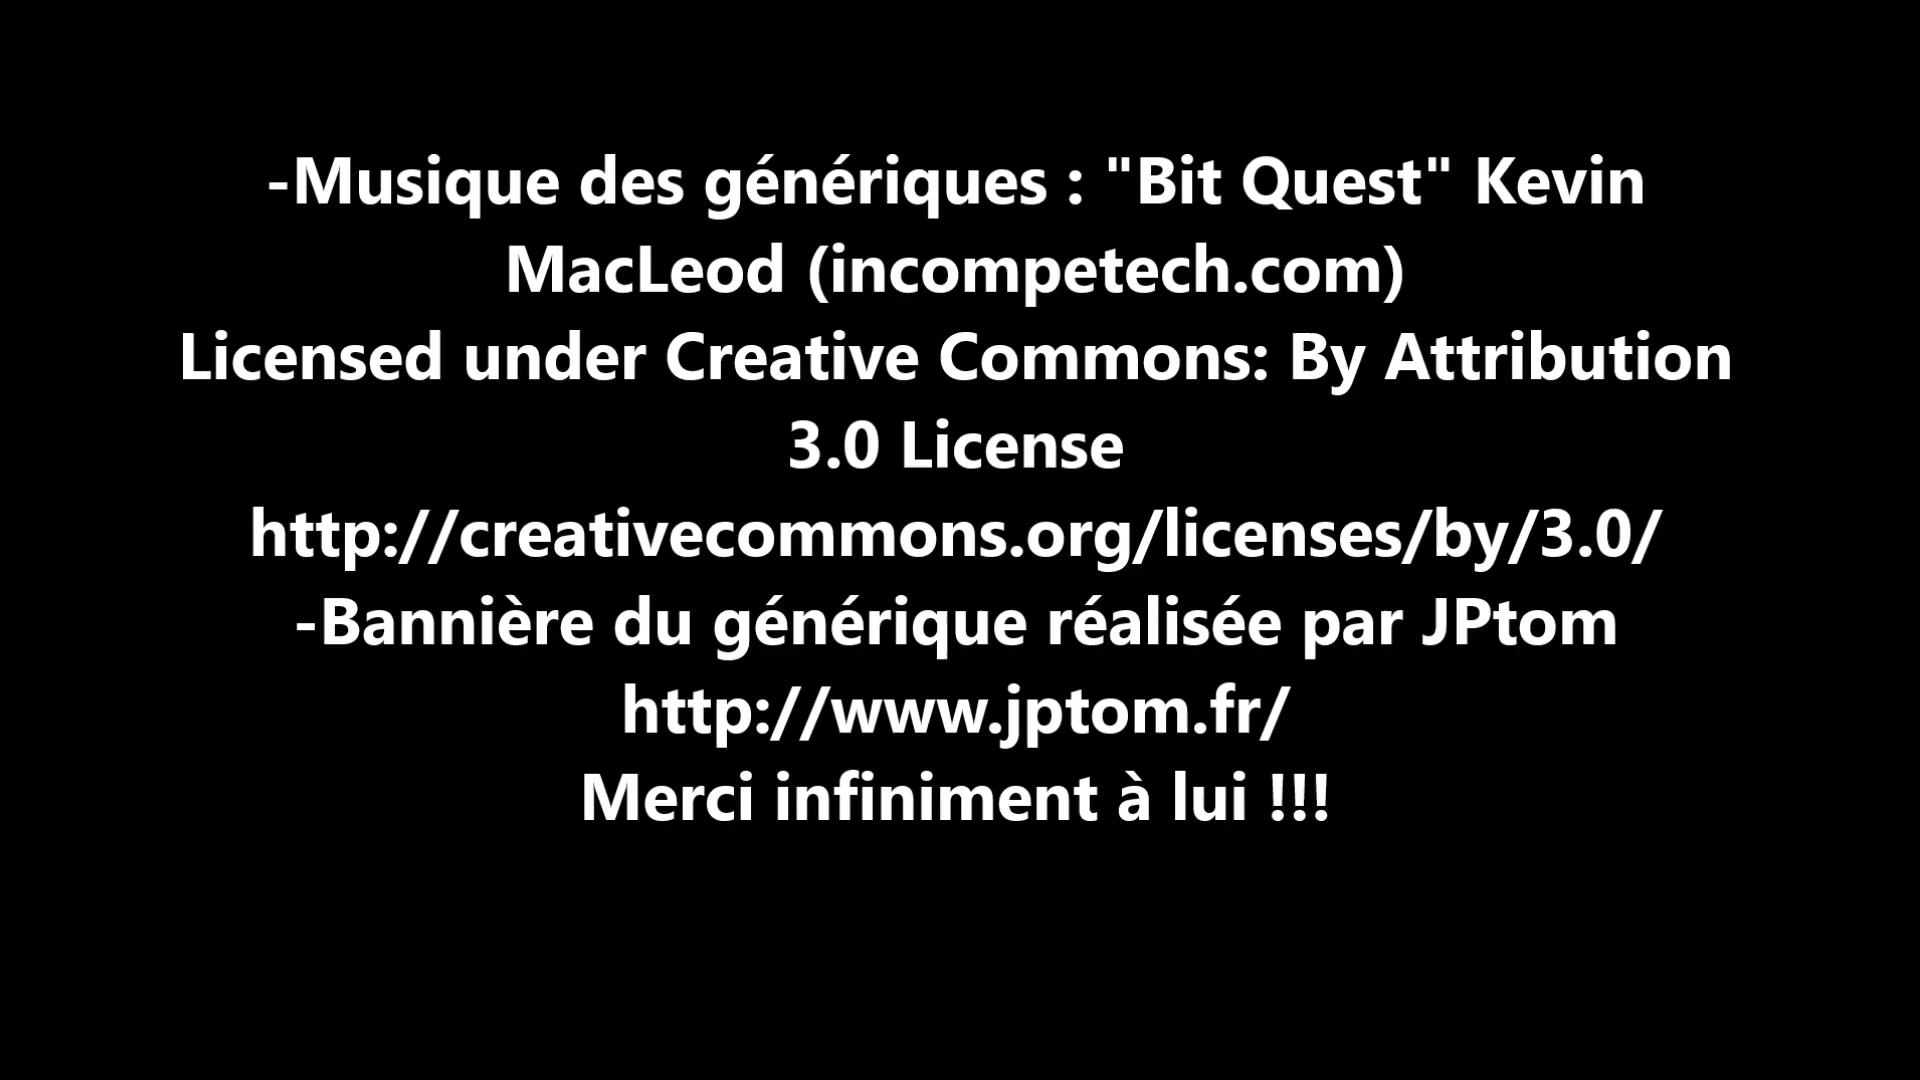 -Musique des génériques : "Bit Quest" Kevin
MacLeod (incompetech.com)
Licensed under Creative Commons: By Attribution
3.0 License
http://creativecommons.org/licenses/by/3.0/
-Bannière du générique réalisée par JPtom
http://www.jptom.fr/
Merci infiniment à lui !!!